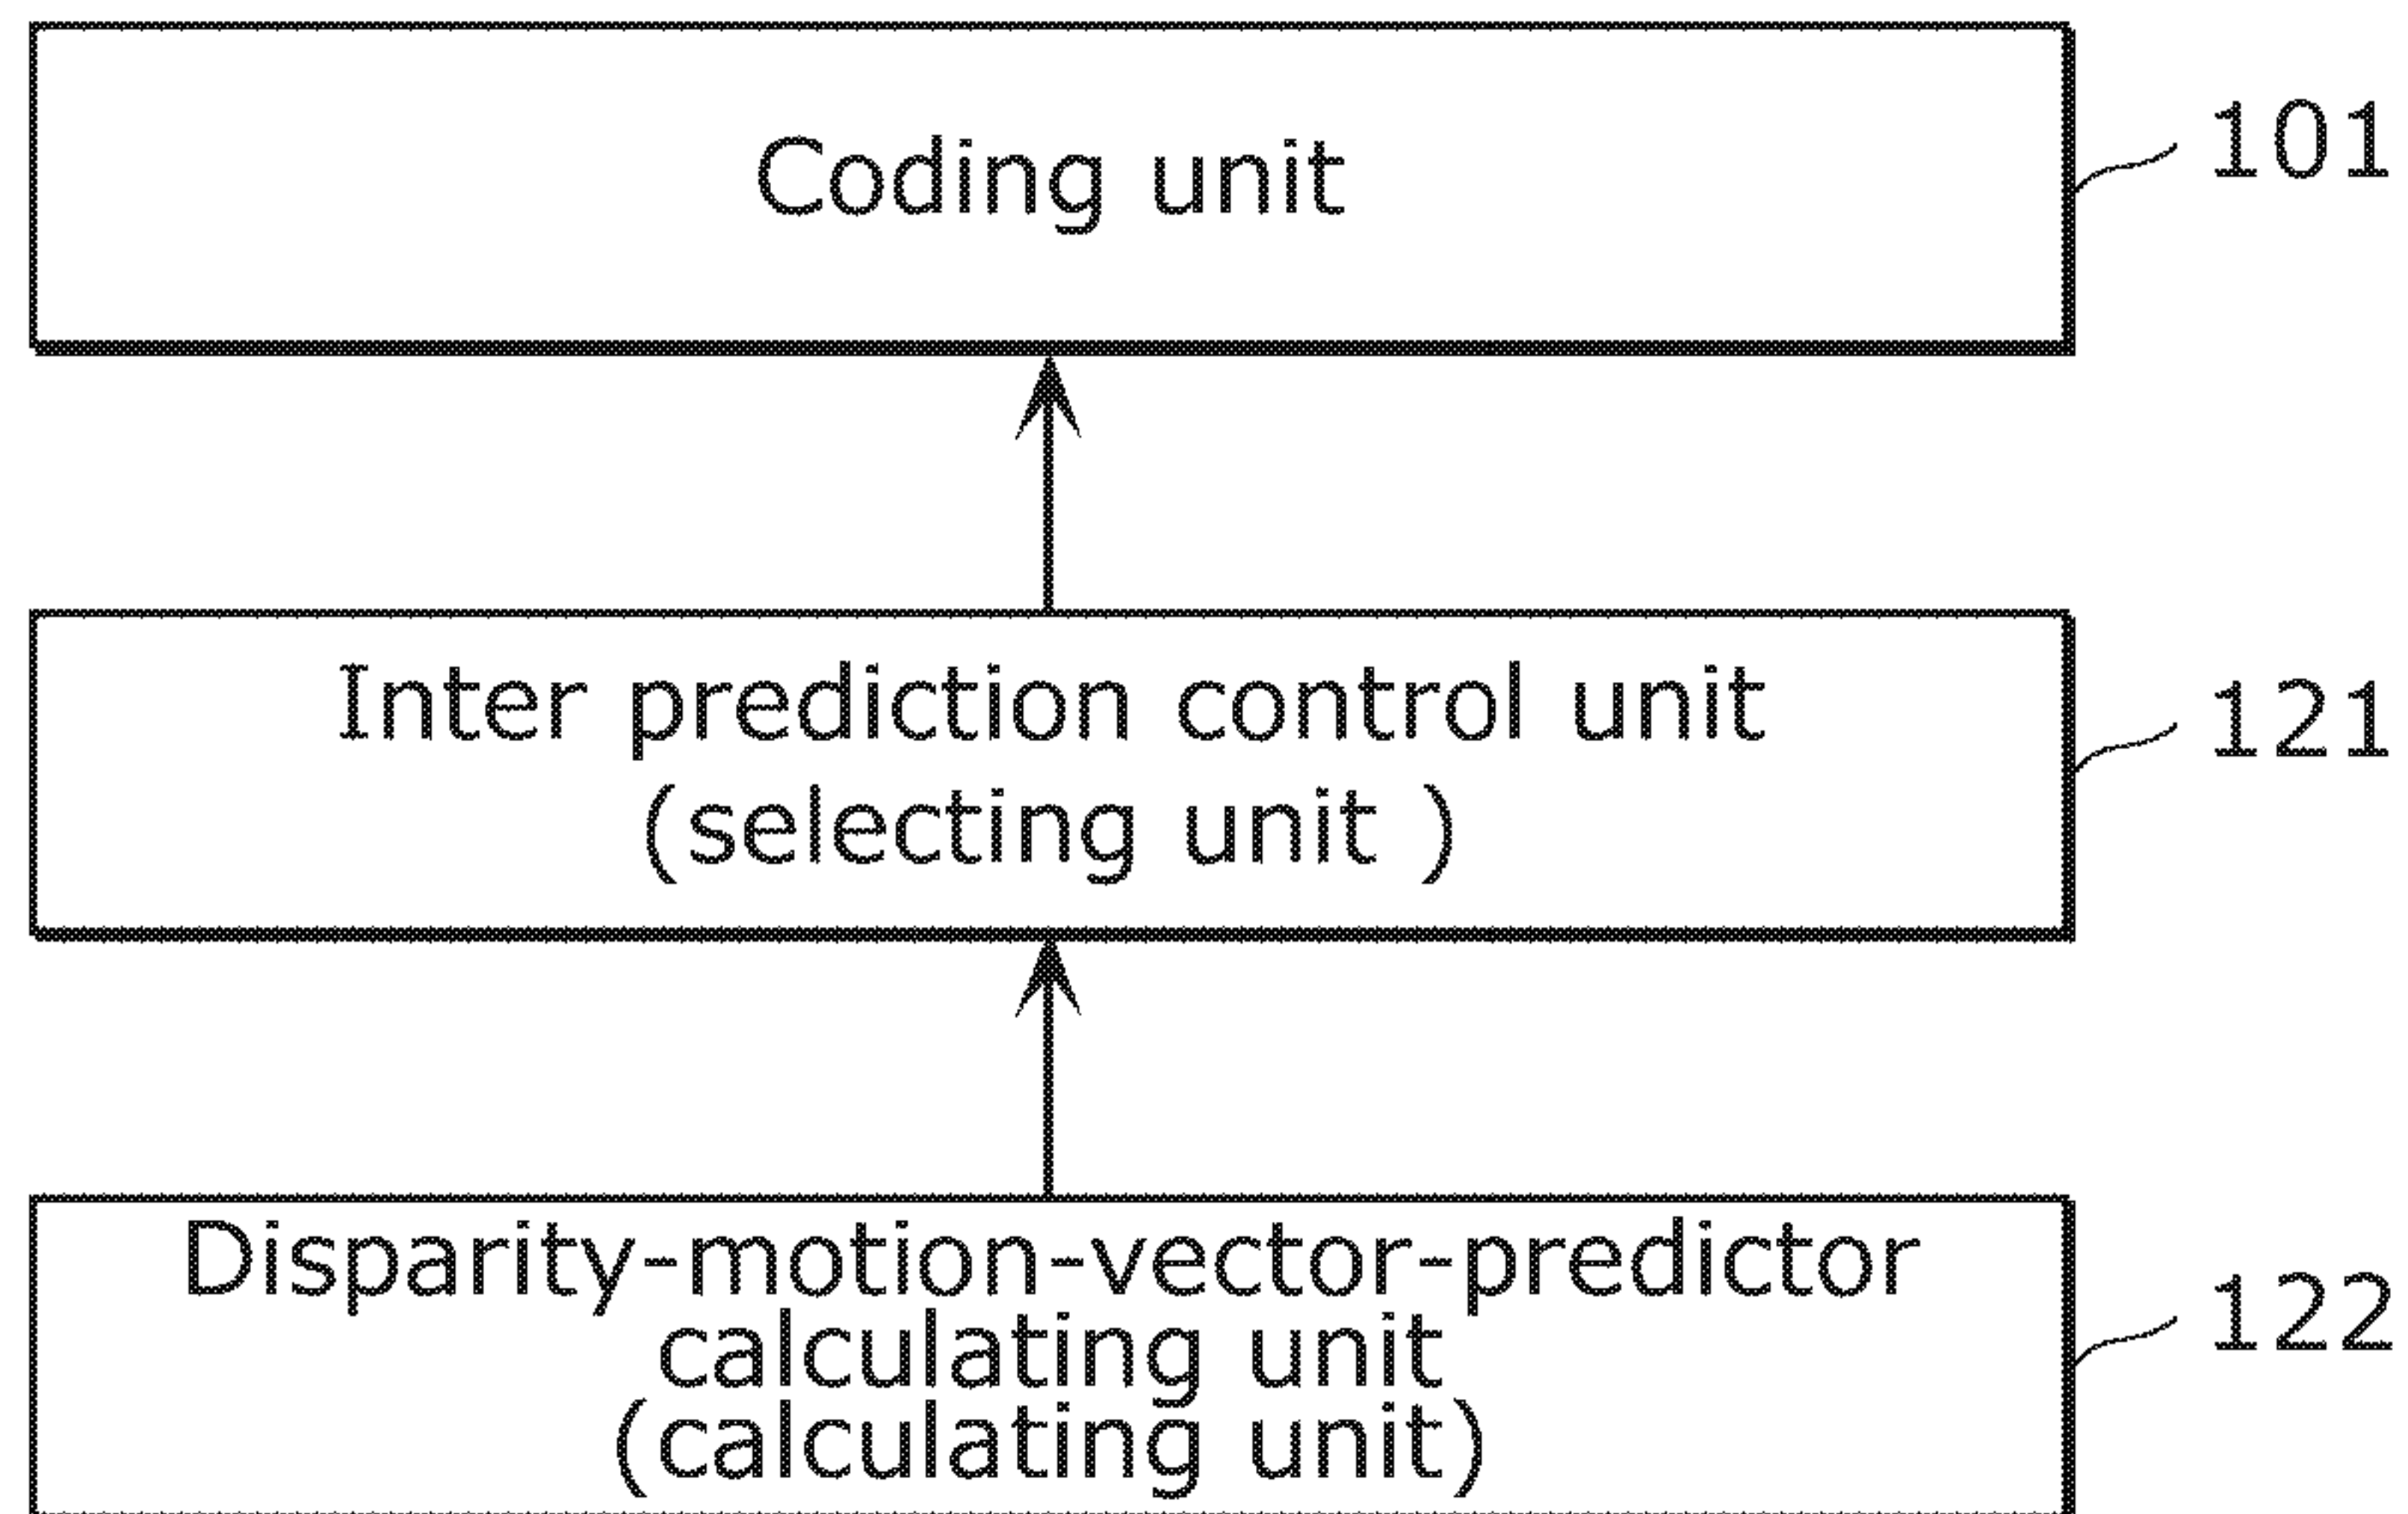 Coding unit
101
Inter prediction control unit
(selecting unit )
121
Disparity-motion-vector-predictor
calculating unit
(calculating unit)
122